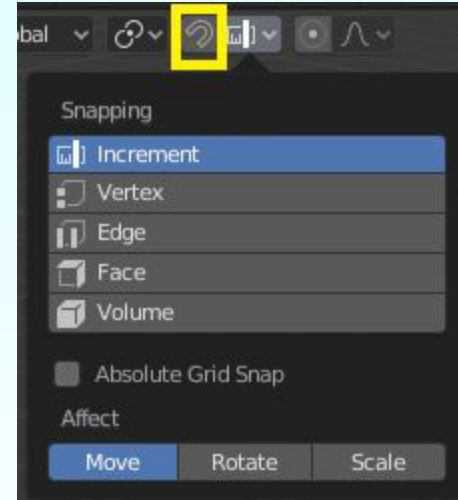 bal
Snapping
Increment
Vertex
Edge
Face
Volume
Absolute Grid Snap
Affect
Move Rotate Scale